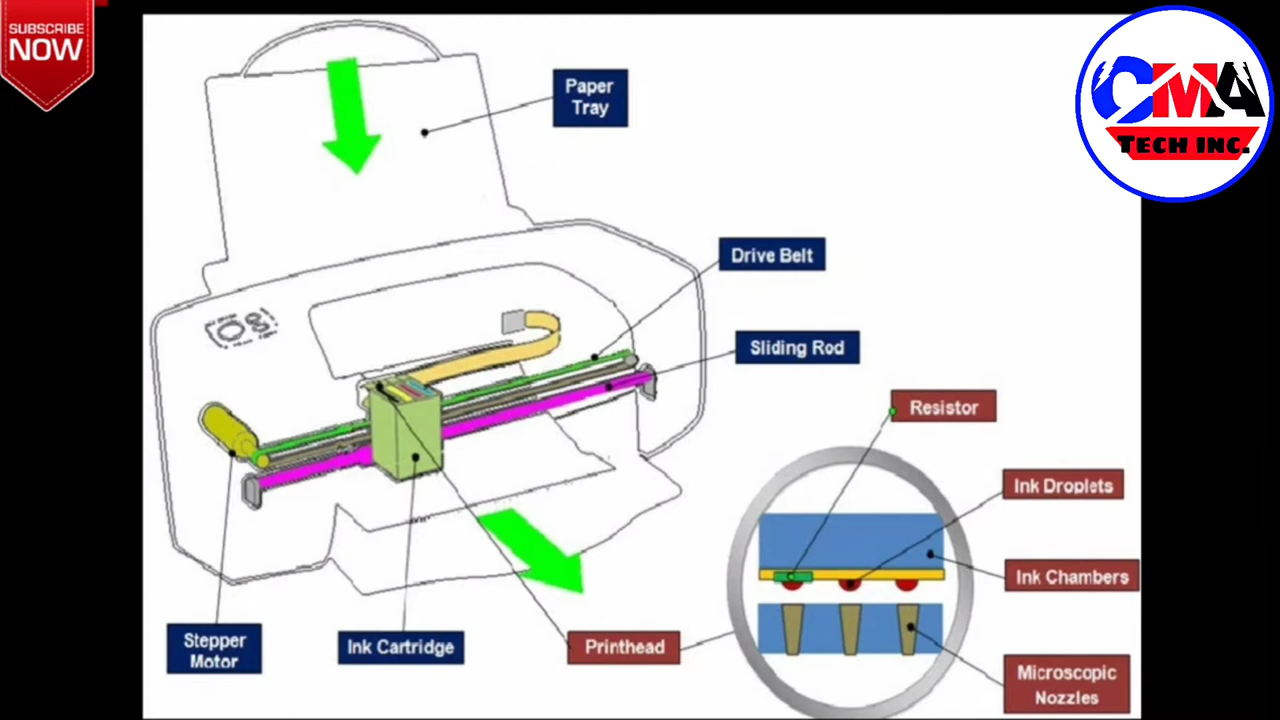 SUBSCRIBE
NOW
CMA
TECH INC.
Paper
Tray
Drive Belt
Sliding Rod
Resistor
Ink Droplets
Ink Chambers
Microscopic
Nozzles
Printhead
Ink Cartridge
Stepper
Motor